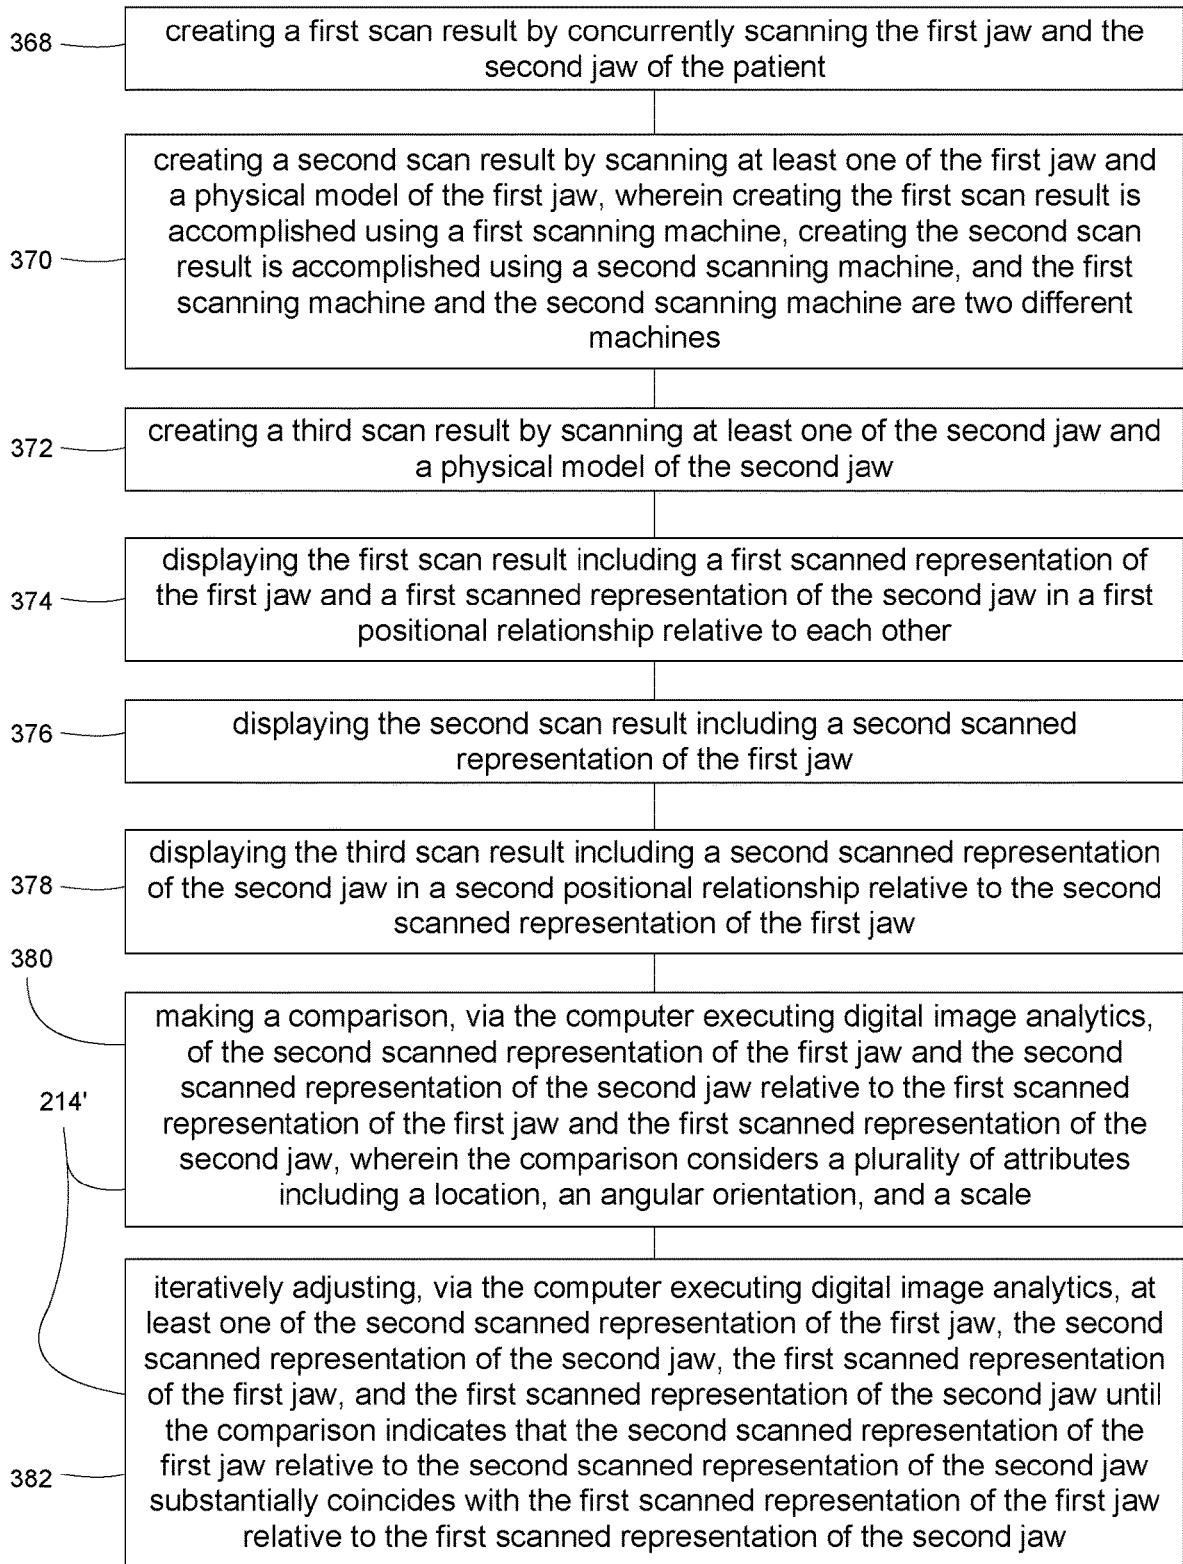 368
creating a first scan result by concurrently scanning the first jaw and the
second jaw of the patient
370
creating a second scan result by scanning at least one of the first jaw and
a physical model of the first jaw, wherein creating the first scan result is
accomplished using a first scanning machine, creating the second scan
result is accomplished using a second scanning machine, and the first
scanning machine and the second scanning machine are two different
machines
372
creating a third scan result by scanning at least one of the second jaw and
a physical model of the second jaw
374
displaying the first scan result including a first scanned representation of
the first jaw and a first scanned representation of the second jaw in a first
positional relationship relative to each other
376
displaying the second scan result including a second scanned
representation of the first jaw
378
displaying the third scan result including a second scanned representation
of the second jaw in a second positional relationship relative to the second
scanned representation of the first jaw
380
making a comparison, via the computer executing digital image analytics,
of the second scanned representation of the first jaw and the second
scanned representation of the second jaw relative to the first scanned
representation of the first jaw and the first scanned representation of the
second jaw, wherein the comparison considers a plurality of attributes
including a location, an angular orientation, and a scale
214'
382
iteratively adjusting, via the computer executing digital image analytics, at
least one of the second scanned representation of the first jaw, the second
scanned representation of the second jaw, the first scanned representation
of the first jaw, and the first scanned representation of the second jaw until
the comparison indicates that the second scanned representation of the
first jaw relative to the second scanned representation of the second jaw
substantially coincides with the first scanned representation of the first jaw
relative to the first scanned representation of the second jaw